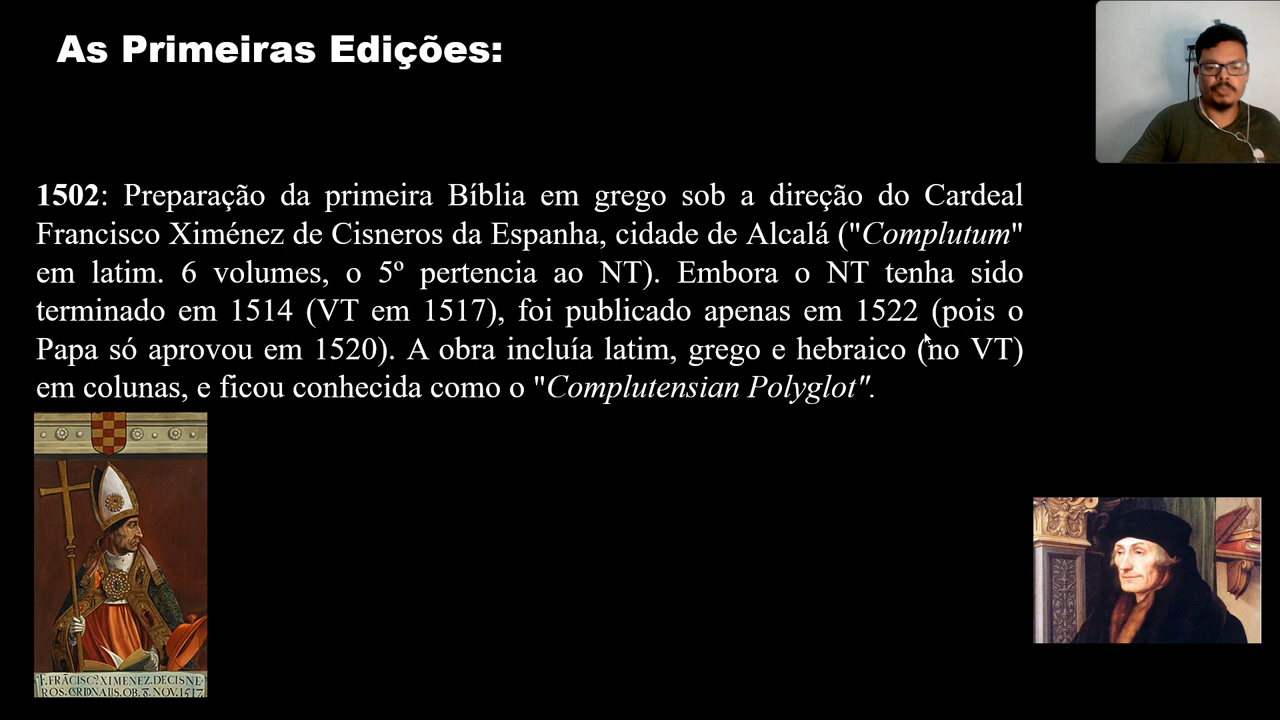 As Primeiras Edições:
1502: Preparação da primeira Bíblia em grego sob a direção do Cardeal
Francisco Ximénez de Cisneros da Espanha, cidade de Alcalá ("Complutum"
em latim. 6 volumes, o 5º pertencia ao NT). Embora o NT tenha sido
terminado em 1514 (VT em 1517), foi publicado apenas em 1522 (pois o
Papa só aprovou em 1520). A obra incluía latim, grego e hebraico (no VT)
em colunas, e ficou conhecida como o "Complutensian Polyglot".
F. FRÃCISC? XIMENEZ. DE CISNE
ROS. CRDNALIS. OB. 8. NOV. 1517